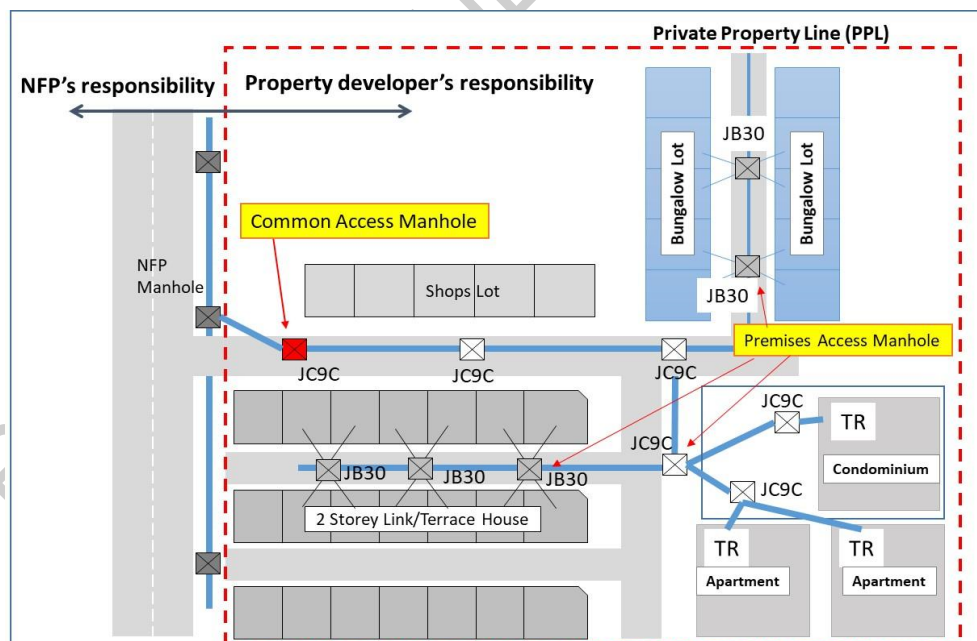 Private Property Line (PPL)
NFP's responsibility
Property developer's responsibility
JB30
Bungalow Lot
Bungalow Lot
Common Access Manhole
NFP
Manhole
Shops Lot
JB30
Premises Access Manhole
JC9C
JC9C
JC9C
JC9C
JC9C
TR
Condominium
JB30
JB30
JB30
JC9C
2 Storey Link/Terrace House
TR
TR
Apartment
Apartment